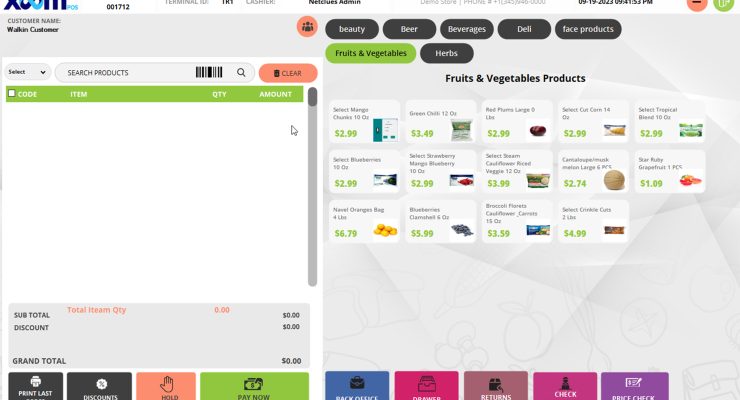 XOOM POS
001712
TERMINAL ID: TR1 CASHIER: Netclues Admin
Demo Store | PHONE # +1(345)946-0000
09-19-2023 09:41:53 PM
CUSTOMER NAME:
Walkin Customer
Select
SEARCH PRODUCTS
CLEAR
CODE ITEM QTY AMOUNT
Total Iteam Qty 0.00
SUB TOTAL $0.00
DISCOUNT $0.00
GRAND TOTAL $0.00
PRINT LAST
DISCOUNTS
HOLD
PAY NOW
beauty
Beer
Beverages
Deli
face products
Fruits & Vegetables
Herbs
Fruits & Vegetables Products
Select Mango
Chunks 10 Oz
$2.99
Green Chilli 12 Oz
$3.49
Red Plums Large 0
Lbs
$2.99
Select Cut Corn 14
Oz
$2.99
Select Tropical
Blend 10 Oz
$2.99
Select Blueberries
10 Oz
$2.99
Select Strawberry
Mango Blueberry
10 Oz
$2.99
Select Steam
Cauliflower Riced
Veggie 12 Oz
$3.99
Cantaloupe/musk
melon Large 6 PCS
$2.74
Star Ruby
Grapefruit 1 PCS
$1.09
Navel Oranges Bag
4 Lbs
$6.79
Blueberries
Clamshell 6 Oz
$5.99
Broccoli Florets
Cauliflower_Carrots
15 Oz
$3.59
Select Crinkle Cuts
2 Lbs
$4.99
BACK OFFICE
DRAWER
RETURNS
CHECK
PRICE CHECK